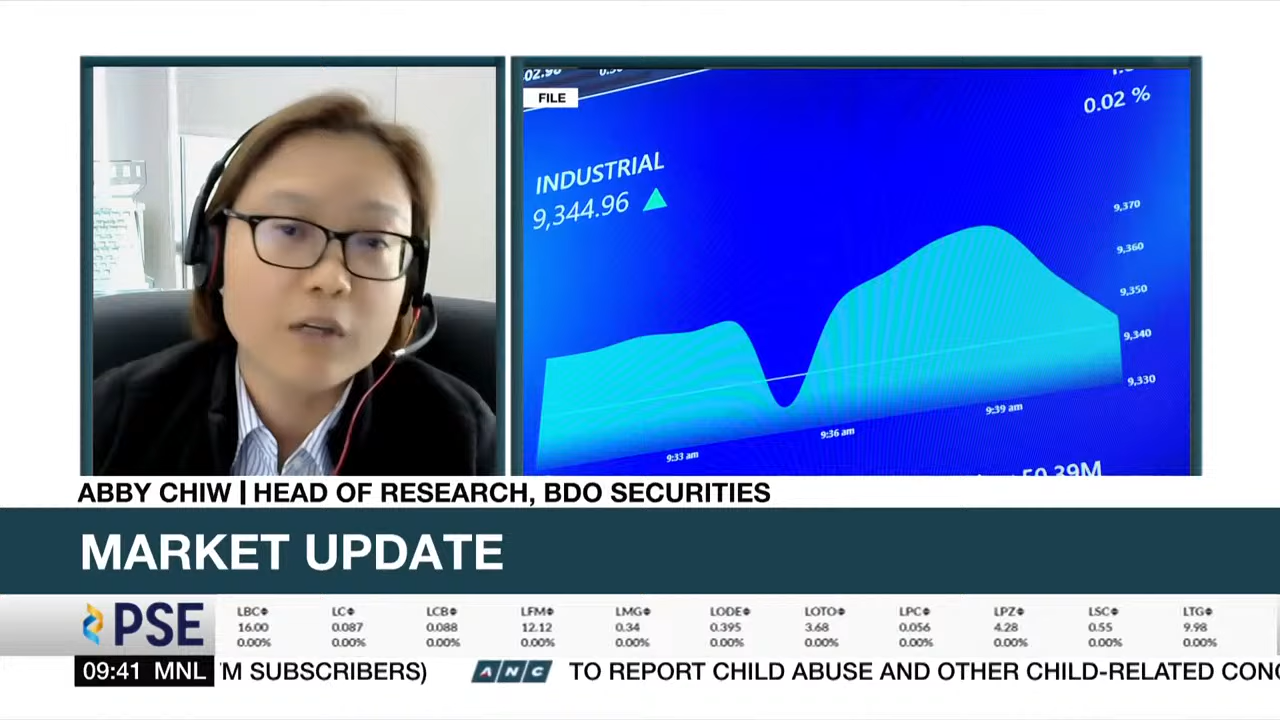 FILE
0.02 %
INDUSTRIAL
9,344.96
9,370
9,360
9,350
9,340
9,330
9:39 am
9:36 am
9:33 am
ABBY CHIW | HEAD OF RESEARCH, BDO SECURITIES
MARKET UPDATE
PSE
LBC LC LCB LFM LMG LODE LOTO LPC LPZ LSC LTG
16.00 0.087 0.088 12.12 0.34 0.395 3.68 0.056 4.28 0.55 9.98
0.00% 0.00% 0.00% 0.00% 0.00% 0.00% 0.00% 0.00% 0.00% 0.00% 0.00%
09:41 MNL
SUBSCRIBERS) ANC TO REPORT CHILD ABUSE AND OTHER CHILD-RELATED